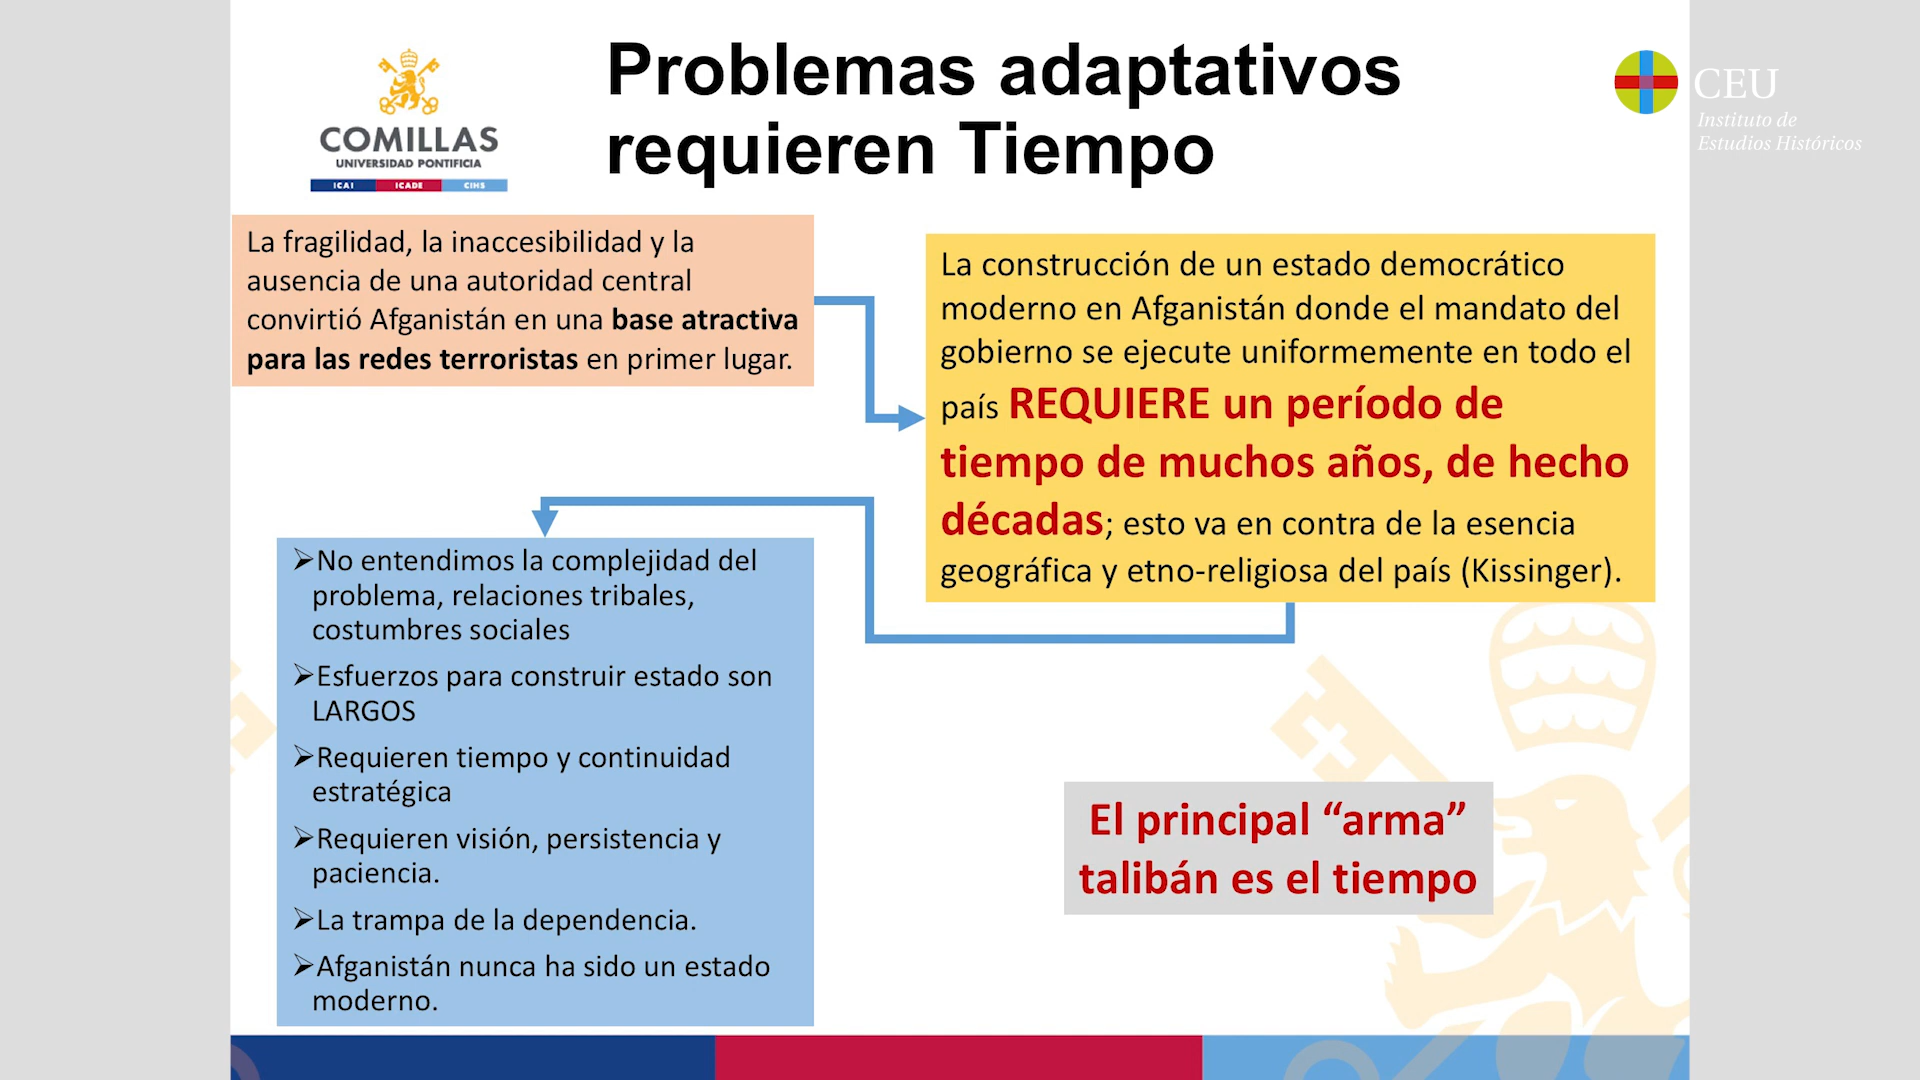 COMILLAS
UNIVERSIDAD PONTIFICIA
ICAI ICADE CIHS
Problemas adaptativos
requieren Tiempo
CEU
Instituto de
Estudios Históricos
La fragilidad, la inaccesibilidad y la
ausencia de una autoridad central
convirtió Afganistán en una base atractiva
para las redes terroristas en primer lugar.
La construcción de un estado democrático
moderno en Afganistán donde el mandato del
gobierno se ejecute uniformemente en todo el
país REQUIERE un período de
tiempo de muchos años, de hecho
décadas; esto va en contra de la esencia
geográfica y etno-religiosa del país (Kissinger).
➢No entendimos la complejidad del
problema, relaciones tribales,
costumbres sociales
➢Esfuerzos para construir estado son
LARGOS
➢Requieren tiempo y continuidad
estratégica
➢Requieren visión, persistencia y
paciencia.
➢La trampa de la dependencia.
➢Afganistán nunca ha sido un estado
moderno.
El principal “arma”
talibán es el tiempo